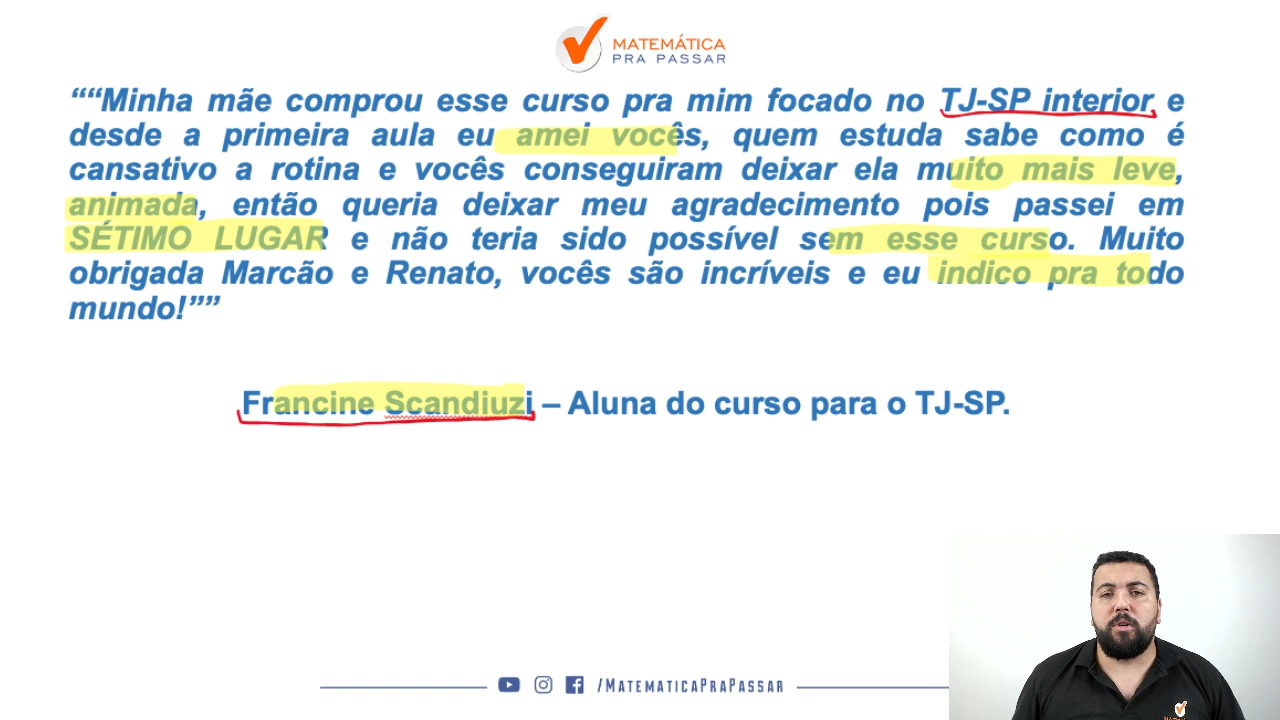 MATEMÁTICA
PRA PASSAR
““Minha mãe comprou esse curso pra mim focado no TJ-SP interior e
desde a primeira aula eu amei vocês, quem estuda sabe como é
cansativo a rotina e vocês conseguiram deixar ela muito mais leve,
animada, então queria deixar meu agradecimento pois passei em
SÉTIMO LUGAR e não teria sido possível sem esse curso. Muito
obrigada Marcão e Renato, vocês são incríveis e eu indico pra todo
mundo!””
Francine Scandiuzi – Aluna do curso para o TJ-SP.
/MATEMATICAPRAPASSAR